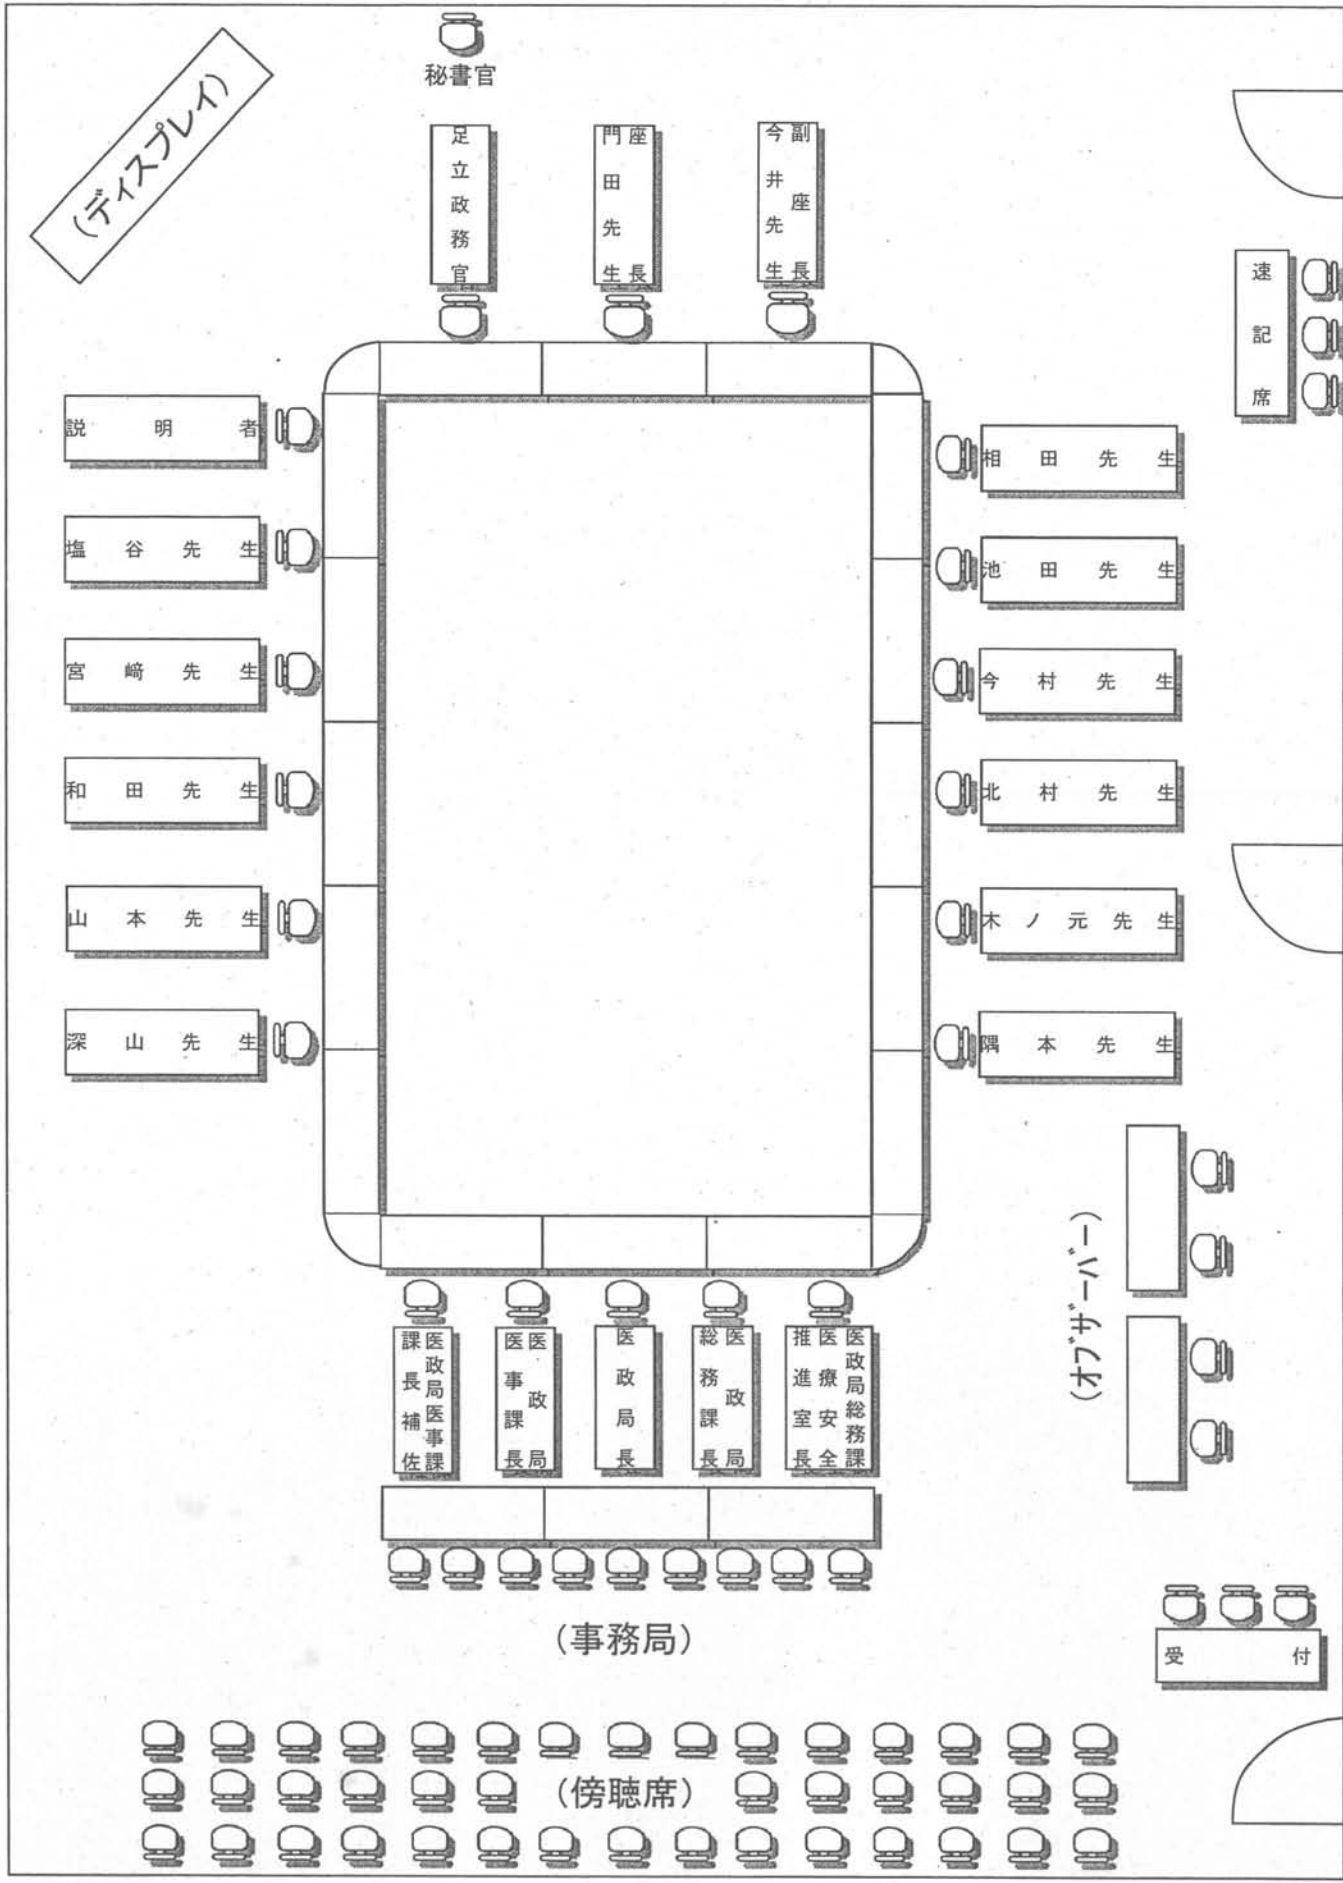 秘書官
(ディスプレイ)
足立政務官
座長
門田先生
副座長
今井先生
速記席
説明者
塩谷先生
宮﨑先生
和田先生
山本先生
深山先生
相田先生
池田先生
今村先生
北村先生
木ノ元先生
隅本先生
(オブザーバー)
医政局医事課
課長補佐
医政局
医事課長
医政局長
医政局
総務課長
医政局総務課
医療安全
推進室長
(事務局)
受付
(傍聴席)